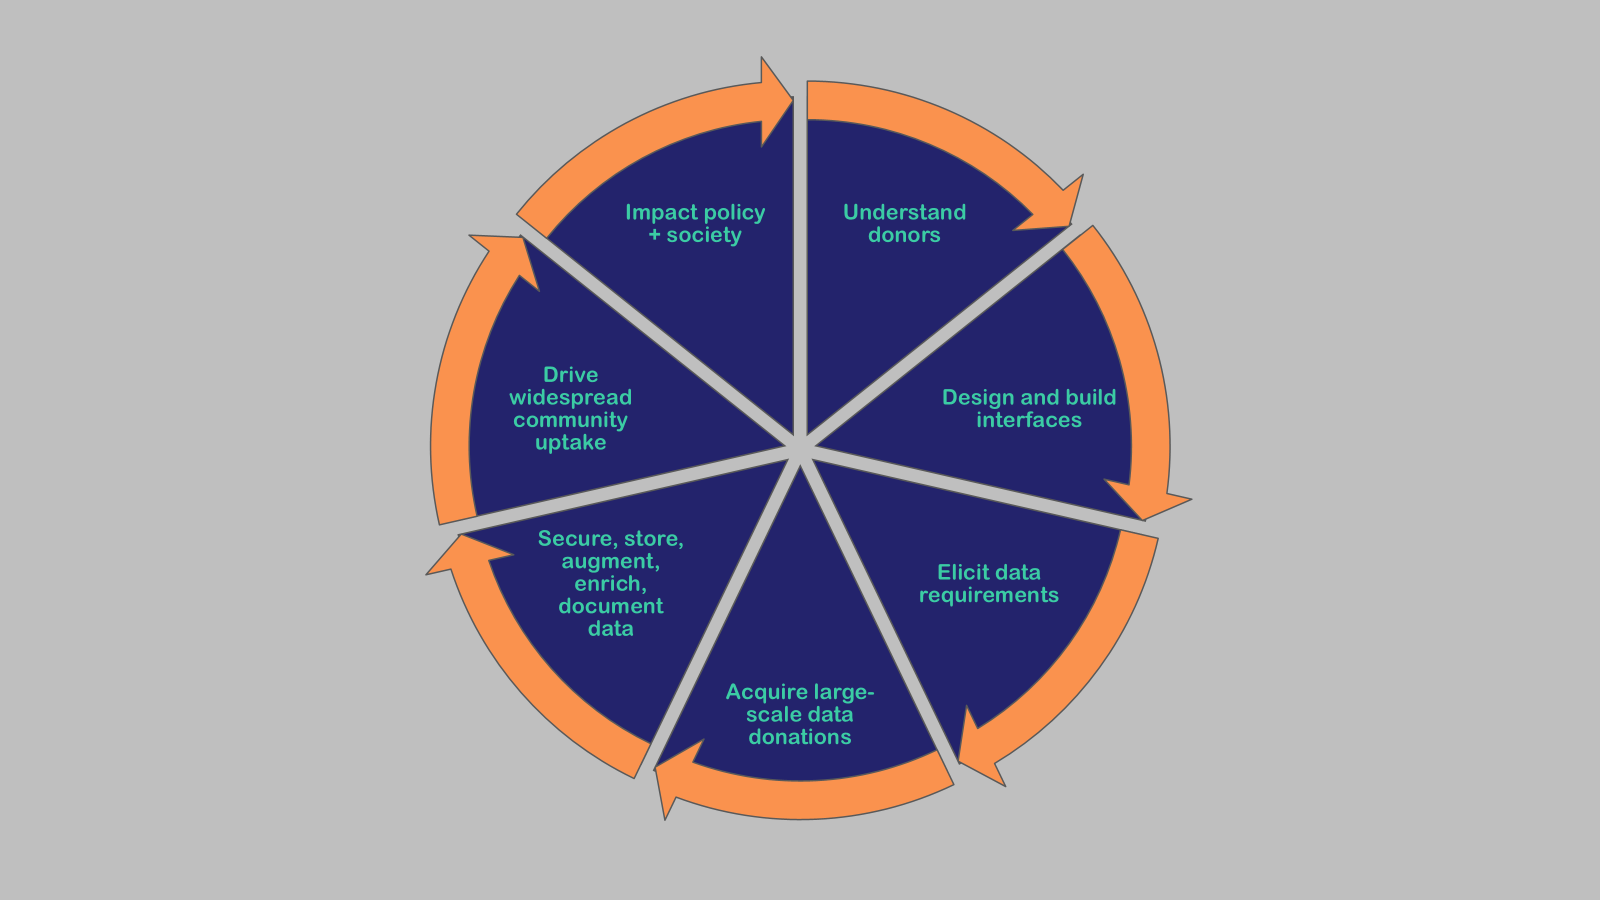 Impact policy
+ society
Understand
donors
Design and build
interfaces
Elicit data
requirements
Acquire large-
scale data
donations
Secure, store,
augment,
enrich,
document
data
Drive
widespread
community
uptake